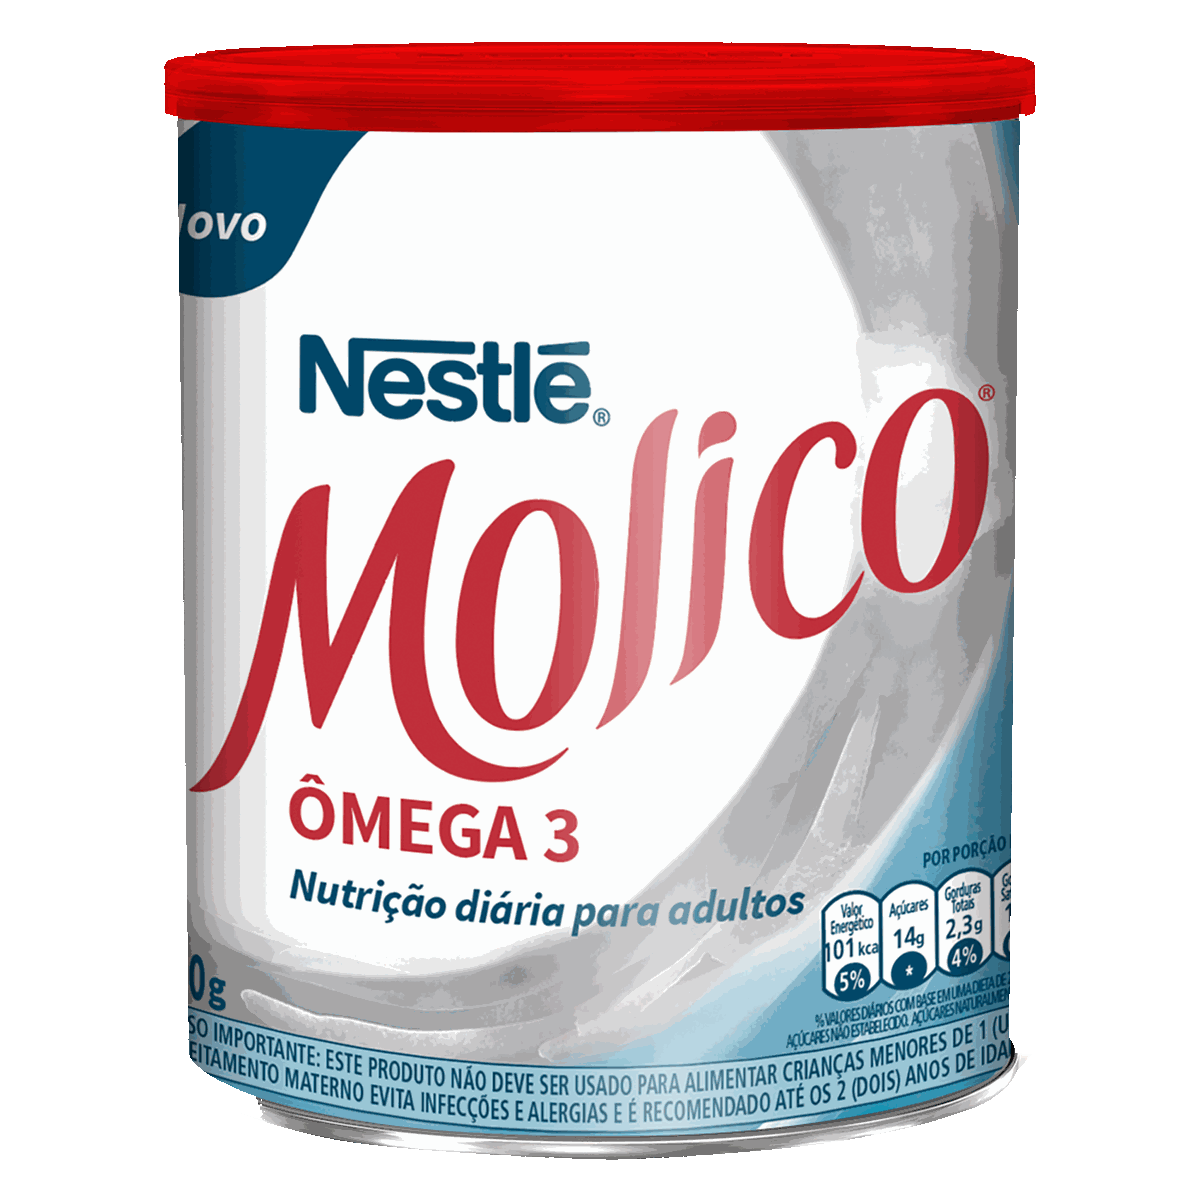 Novo
Nestlé®
Molico®
ÔMEGA 3
Nutrição diária para adultos
POR PORÇÃO
Valor Energético
101 kca
5%
Açúcares
14g
*
Gorduras Totais
2,3g
4%
0g
% VALORES DIÁRIOS COM BASE EM UMA DIETA DE
AÇÚCARES NÃO ESTABELECIDO. AÇÚCARES NATURALMEN
SO IMPORTANTE: ESTE PRODUTO NÃO DEVE SER USADO PARA ALIMENTAR CRIANÇAS MENORES DE 1 (U
EITAMENTO MATERNO EVITA INFECÇÕES E ALERGIAS E É RECOMENDADO ATÉ OS 2 (DOIS) ANOS DE IDA